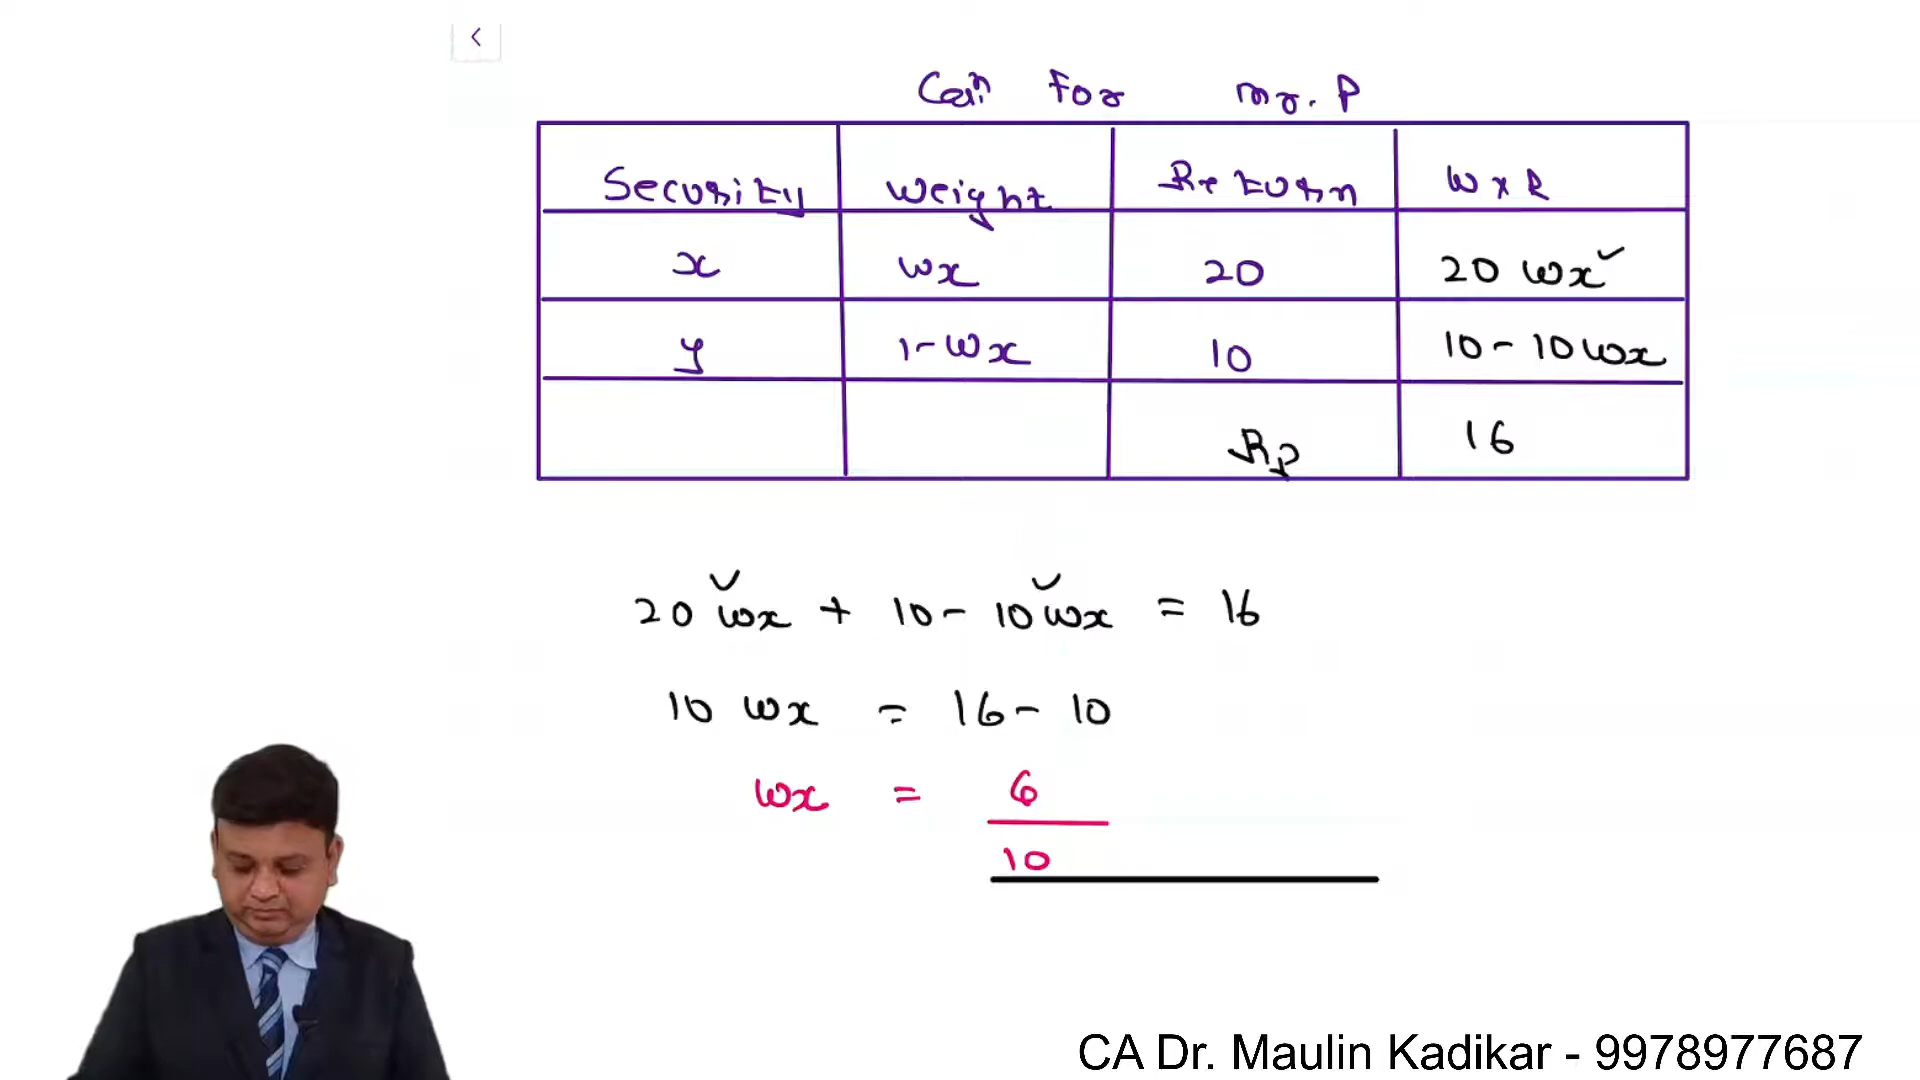 Calⁿ For Mr. P
Security Weight Return W x R
x wx 20 20 wx
y 1-wx 10 10 - 10wx
Rp 16
20 wx + 10 - 10 wx = 16
10 wx = 16 - 10
wx = 6
10
CA Dr. Maulin Kadikar - 9978977687